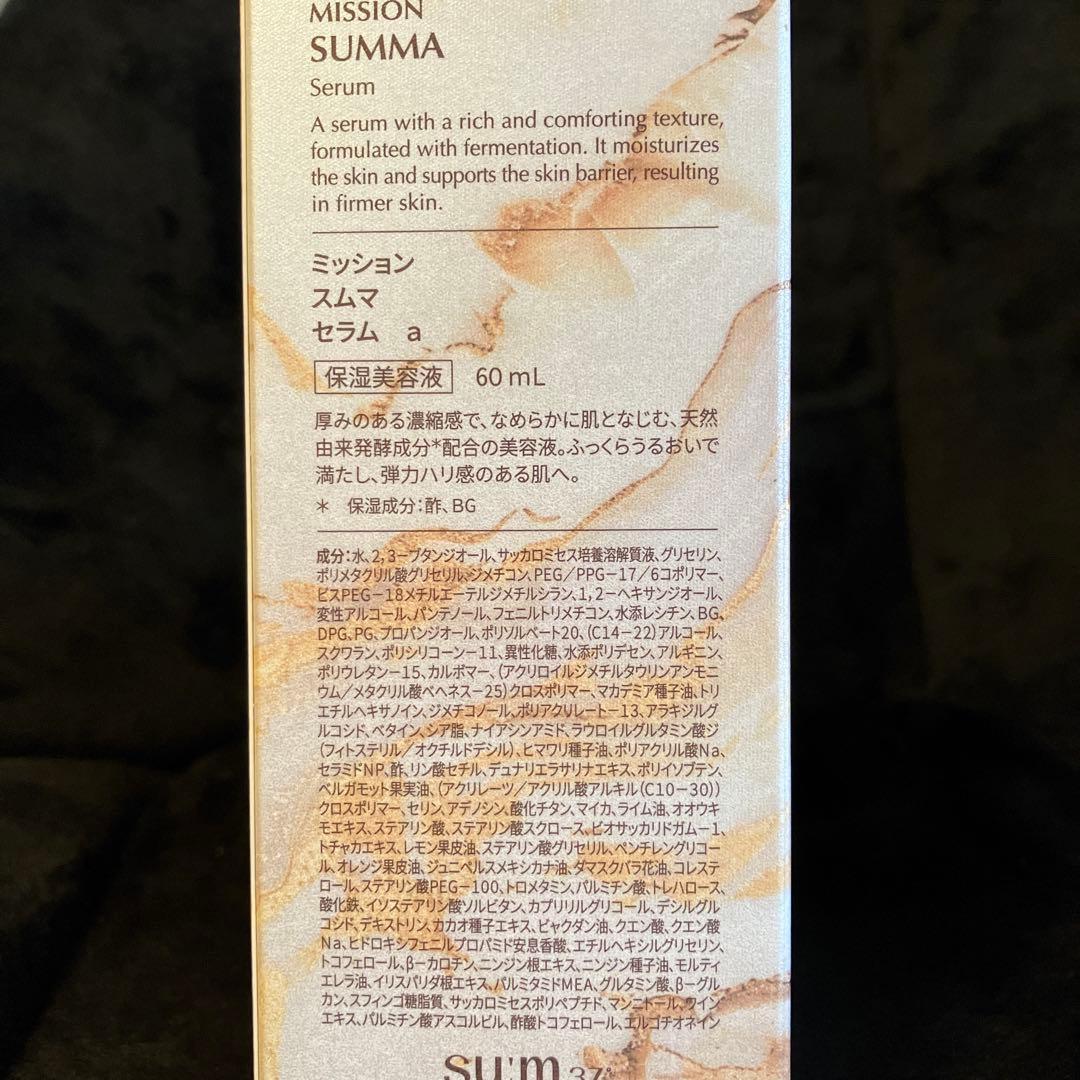 MISSION
SUMMA
Serum
A serum with a rich and comforting texture,
formulated with fermentation. It moisturizes
the skin and supports the skin barrier, resulting
in firmer skin.
ミッション
スムマ
セラム a
保湿美容液 60 mL
厚みのある濃縮感で、なめらかに肌となじむ、天然
由来発酵成分*配合の美容液。ふっくらうるおいで
満たし、弾力ハリ感のある肌へ。
* 保湿成分:酢、BG
成分:水、2,3-ブタンジオール、サッカロミセス培養溶解質液、グリセリン、
ポリメタクリル酸グリセリル、ジメチコン、PEG/PPG-17/6コポリマー、
ビスPEG-18メチルエーテルジメチルシラン、1,2-ヘキサンジオール、
変性アルコール、パンテノール、フェニルトリメチコン、水添レシチン、BG、
DPG、PG、プロパンジオール、ポリソルベート20、(C14-22)アルコール、
スクワラン、ポリシリコーン-11、異性化糖、水添ポリデセン、アルギニン、
ポリウレタン-15、カルボマー、(アクリロイルジメチルタウリンアンモニ
ウム/メタクリル酸ベヘネス-25)クロスポリマー、マカデミア種子油、トリ
エチルヘキサノイン、ジメチコノール、ポリアクリレート-13、アラキジルグ
ルコシド、ベタイン、シア脂、ナイアシンアミド、ラウロイルグルタミン酸ジ
(フィトステリル/オクチルドデシル)、ヒマワリ種子油、ポリアクリル酸Na、
セラミドNP、酢、リン酸セチル、デュナリエラサリナエキス、ポリイソブテン、
ベルガモット果実油、(アクリレーツ/アクリル酸アルキル(C10-30))
クロスポリマー、セリン、アデノシン、酸化チタン、マイカ、ライム油、オオウキ
モエキス、ステアリン酸、ステアリン酸スクロース、ビオサッカリドガム-1、
トチャカエキス、レモン果皮油、ステアリン酸グリセリル、ペンチレングリコー
ル、オレンジ果皮油、ジュニペルスメキシカナ油、ダマスクバラ花油、コレステ
ロール、ステアリン酸PEG-100、トロメタミン、パルミチン酸、トレハロース、
酸化鉄、イソステアリン酸ソルビタン、カプリリルグリコール、デシルグル
コシド、デキストリン、カカオ種子エキス、ビャクダン油、クエン酸、クエン酸
Na、ヒドロキシフェニルプロパミド安息香酸、エチルヘキシルグリセリン、
トコフェロール、β-カロチン、ニンジン根エキス、ニンジン種子油、モルティ
エレラ油、イリスパリダ根エキス、パルミタミドMEA、グルタミン酸、β-グル
カン、スフィンゴ糖脂質、サッカロミセスポリペプチド、マンニトール、ワイン
エキス、パルミチン酸アスコルビル、酢酸トコフェロール、エルゴチオネイン
su:m 37°